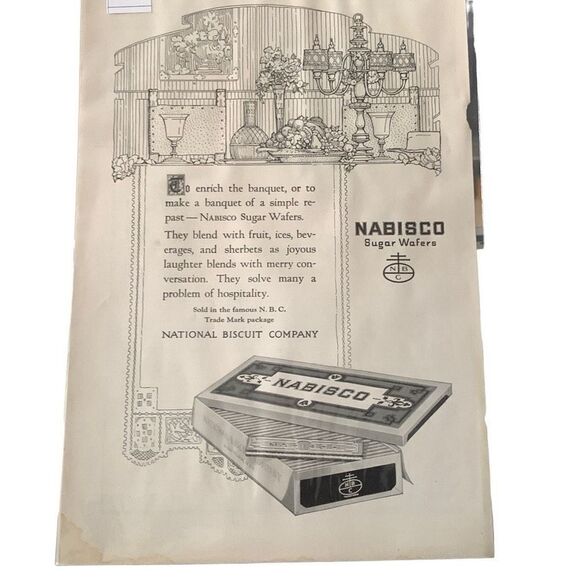 To enrich the banquet, or to
make a banquet of a simple re-
past — NABISCO Sugar Wafers.
They blend with fruit, ices, bev-
erages, and sherbets as joyous
laughter blends with merry con-
versation. They solve many a
problem of hospitality.
Sold in the famous N. B. C.
Trade Mark package
NATIONAL BISCUIT COMPANY
NABISCO
Sugar Wafers
N B
C
NABISCO
N B
C